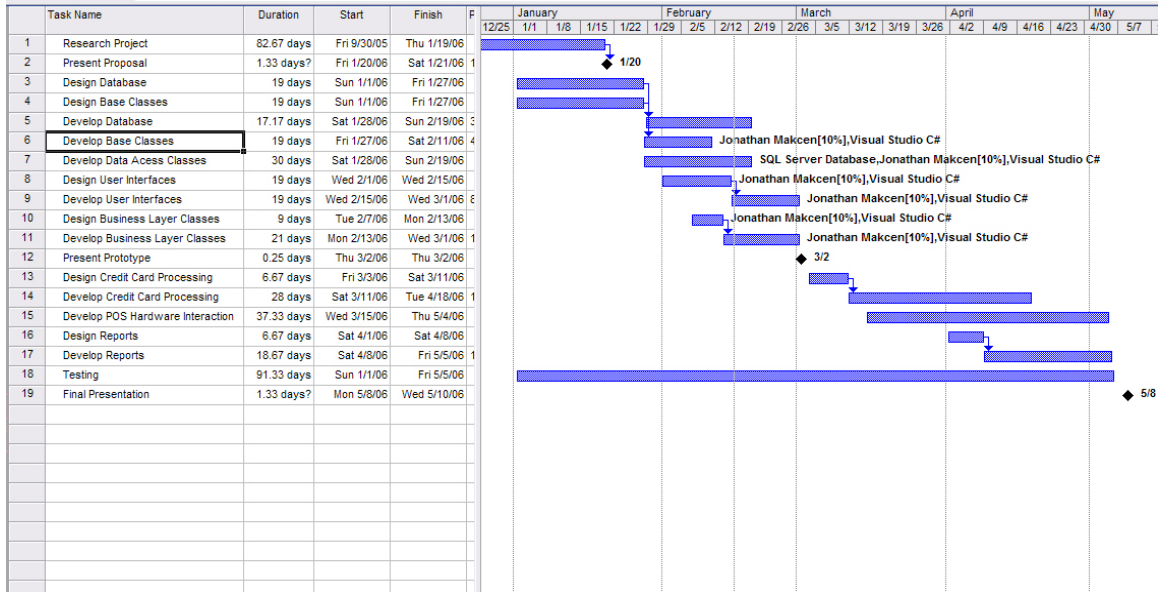 Task Name Duration Start Finish P January February March April May
12/25 1/1 1/8 1/15 1/22 1/29 2/5 2/12 2/19 2/26 3/5 3/12 3/19 3/26 4/2 4/9 4/16 4/23 4/30 5/7
1 Research Project 82.67 days Fri 9/30/05 Thu 1/19/06
2 Present Proposal 1.33 days? Fri 1/20/06 Sat 1/21/06 1 1/20
3 Design Database 19 days Sun 1/1/06 Fri 1/27/06
4 Design Base Classes 19 days Sun 1/1/06 Fri 1/27/06
5 Develop Database 17.17 days Sat 1/28/06 Sun 2/19/06 3
6 Develop Base Classes 19 days Fri 1/27/06 Sat 2/11/06 4 Jonathan Makcen[10%],Visual Studio C#
7 Develop Data Acess Classes 30 days Sat 1/28/06 Sun 2/19/06 SQL Server Database,Jonathan Makcen[10%],Visual Studio C#
8 Design User Interfaces 19 days Wed 2/1/06 Wed 2/15/06 Jonathan Makcen[10%],Visual Studio C#
9 Develop User Interfaces 19 days Wed 2/15/06 Wed 3/1/06 8 Jonathan Makcen[10%],Visual Studio C#
10 Design Business Layer Classes 9 days Tue 2/7/06 Mon 2/13/06 Jonathan Makcen[10%],Visual Studio C#
11 Develop Business Layer Classes 21 days Mon 2/13/06 Wed 3/1/06 1 Jonathan Makcen[10%],Visual Studio C#
12 Present Prototype 0.25 days Thu 3/2/06 Thu 3/2/06 3/2
13 Design Credit Card Processing 6.67 days Fri 3/3/06 Sat 3/11/06
14 Develop Credit Card Processing 28 days Sat 3/11/06 Tue 4/18/06 1
15 Develop POS Hardware Interaction 37.33 days Wed 3/15/06 Thu 5/4/06
16 Design Reports 6.67 days Sat 4/1/06 Sat 4/8/06
17 Develop Reports 18.67 days Sat 4/8/06 Fri 5/5/06 1
18 Testing 91.33 days Sun 1/1/06 Fri 5/5/06
19 Final Presentation 1.33 days? Mon 5/8/06 Wed 5/10/06 5/8